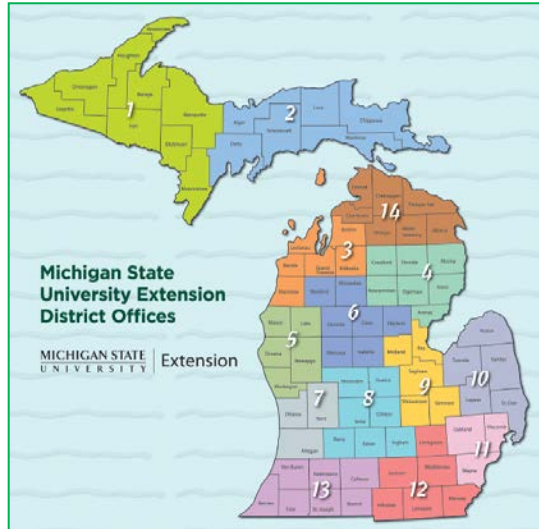 Keweenaw
Houghton
Ontonagon
Baraga
Gogebic
Iron
Marquette
Dickinson
Menominee
1
Alger
Luce
Schoolcraft
Chippewa
Delta
Mackinac
2
Emmet
Cheboygan
Presque Isle
Charlevoix
14
Otsego
Alpena
Antrim
Leelanau
3
Benzie
Grand Traverse
Kalkaska
Manistee
Crawford
Oscoda
Alcona
4
Roscommon
Ogemaw
Iosco
Arenac
Michigan State
University Extension
District Offices
MICHIGAN STATE
UNIVERSITY
Extension
Wexford
Missaukee
6
Osceola
Clare
Gladwin
Mecosta
Isabella
Mason
Lake
5
Oceana
Newaygo
Muskegon
Midland
Bay
Saginaw
9
Shiawassee
Genesee
Huron
Tuscola
Sanilac
10
Lapeer
St. Clair
7
Ottawa
Kent
Allegan
Montcalm
Gratiot
8
Ionia
Clinton
Barry
Eaton
Ingham
Livingston
Oakland
Macomb
11
Wayne
Van Buren
Kalamazoo
Calhoun
13
Berrien
Cass
St. Joseph
Branch
Jackson
Washtenaw
12
Hillsdale
Lenawee
Monroe